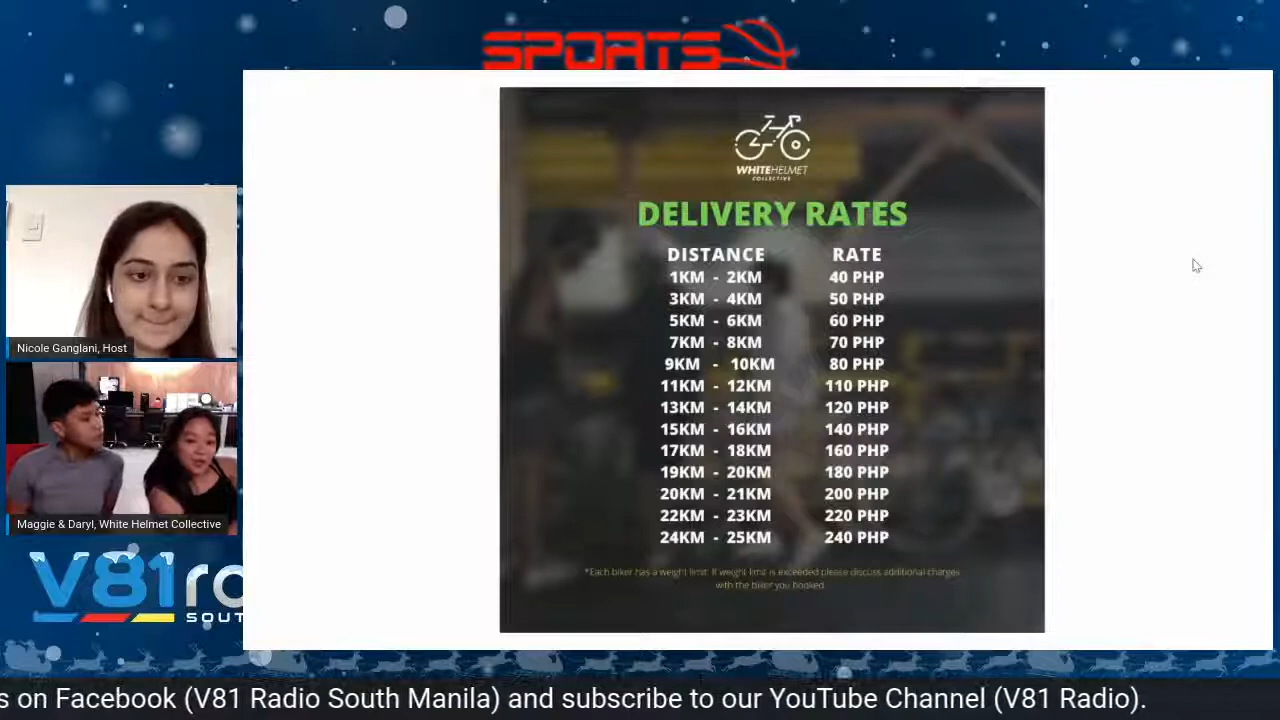 SPORTS
WHITEHELMET
COLLECTIVE
DELIVERY RATES
DISTANCE RATE
1KM - 2KM 40 PHP
3KM - 4KM 50 PHP
5KM - 6KM 60 PHP
7KM - 8KM 70 PHP
9KM - 10KM 80 PHP
11KM - 12KM 110 PHP
13KM - 14KM 120 PHP
15KM - 16KM 140 PHP
17KM - 18KM 160 PHP
19KM - 20KM 180 PHP
20KM - 21KM 200 PHP
22KM - 23KM 220 PHP
24KM - 25KM 240 PHP
*Each biker has a weight limit. If weight limit is exceeded please discuss additional charges
with the biker you booked.
Nicole Ganglani, Host
Maggie & Daryl, White Helmet Collective
V81 ra
SOUT
s on Facebook (V81 Radio South Manila) and subscribe to our YouTube Channel (V81 Radio).